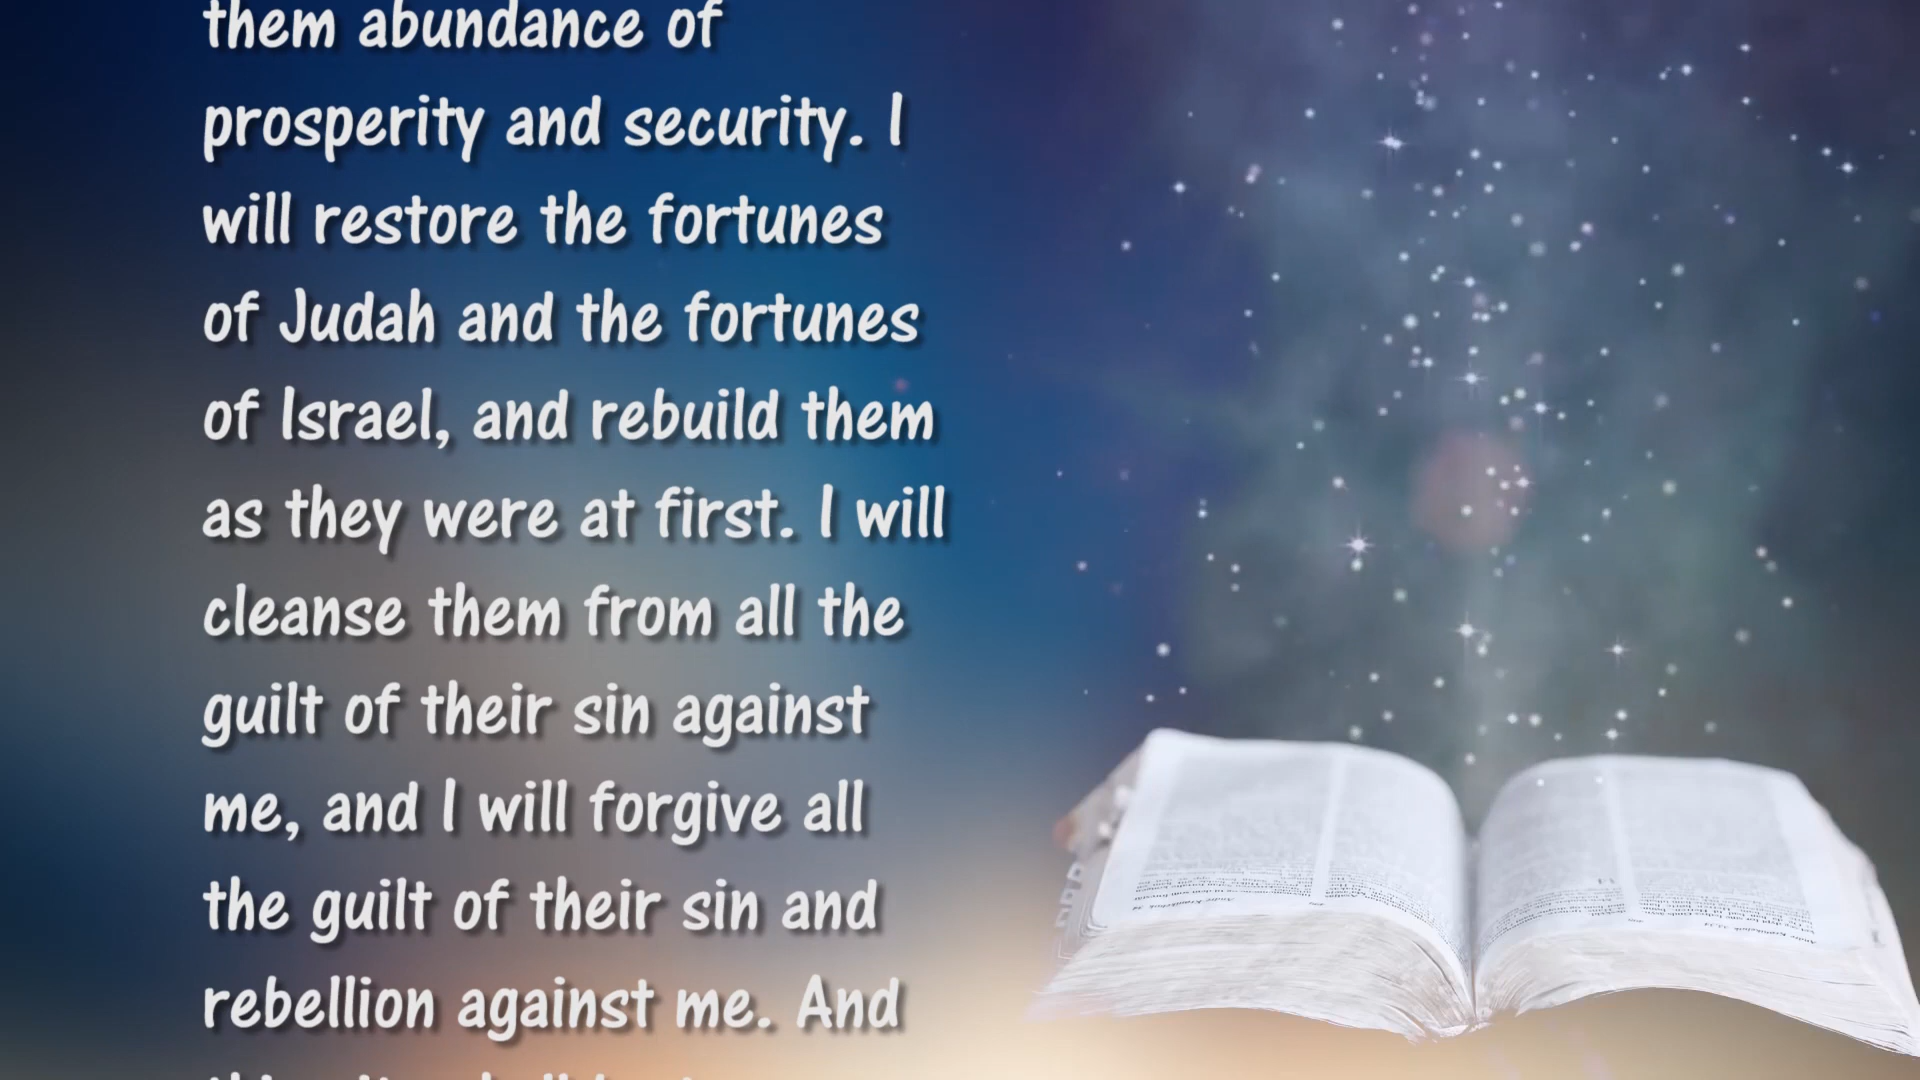 them abundance of
prosperity and security. I
will restore the fortunes
of Judah and the fortunes
of Israel, and rebuild them
as they were at first. I will
cleanse them from all the
guilt of their sin against
me, and I will forgive all
the guilt of their sin and
rebellion against me. And